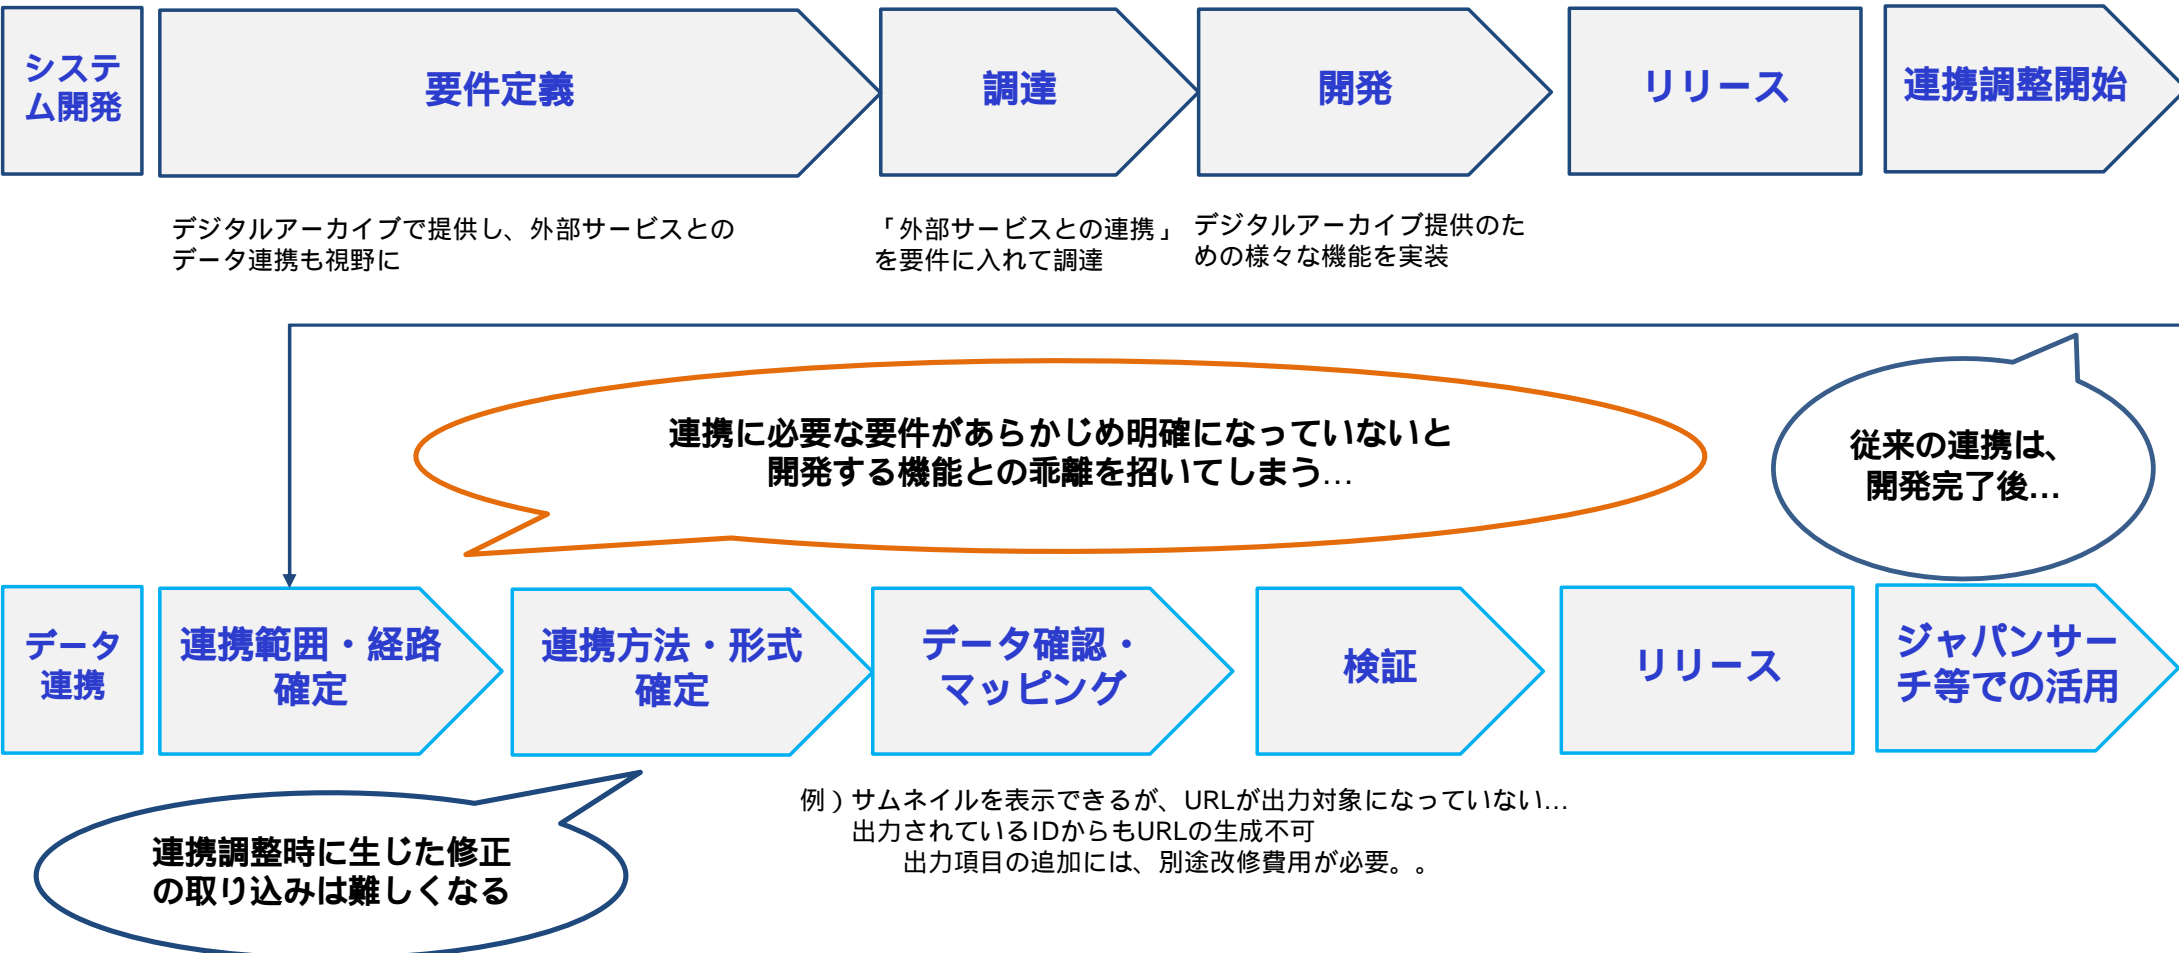 システ
ム開発
要件定義
調達
開発
リリース
連携調整開始
デジタルアーカイブで提供し、外部サービスとの
データ連携も視野に
「外部サービスとの連携」
を要件に入れて調達
デジタルアーカイブ提供のた
めの様々な機能を実装
連携に必要な要件があらかじめ明確になっていないと
開発する機能との乖離を招いてしまう…
従来の連携は、
開発完了後…
データ
連携
連携範囲・経路
確定
連携方法・形式
確定
データ確認・
マッピング
検証
リリース
ジャパンサー
チ等での活用
連携調整時に生じた修正
の取り込みは難しくなる
例）サムネイルを表示できるが、URLが出力対象になっていない…
出力されているIDからもURLの生成不可
出力項目の追加には、別途改修費用が必要。。